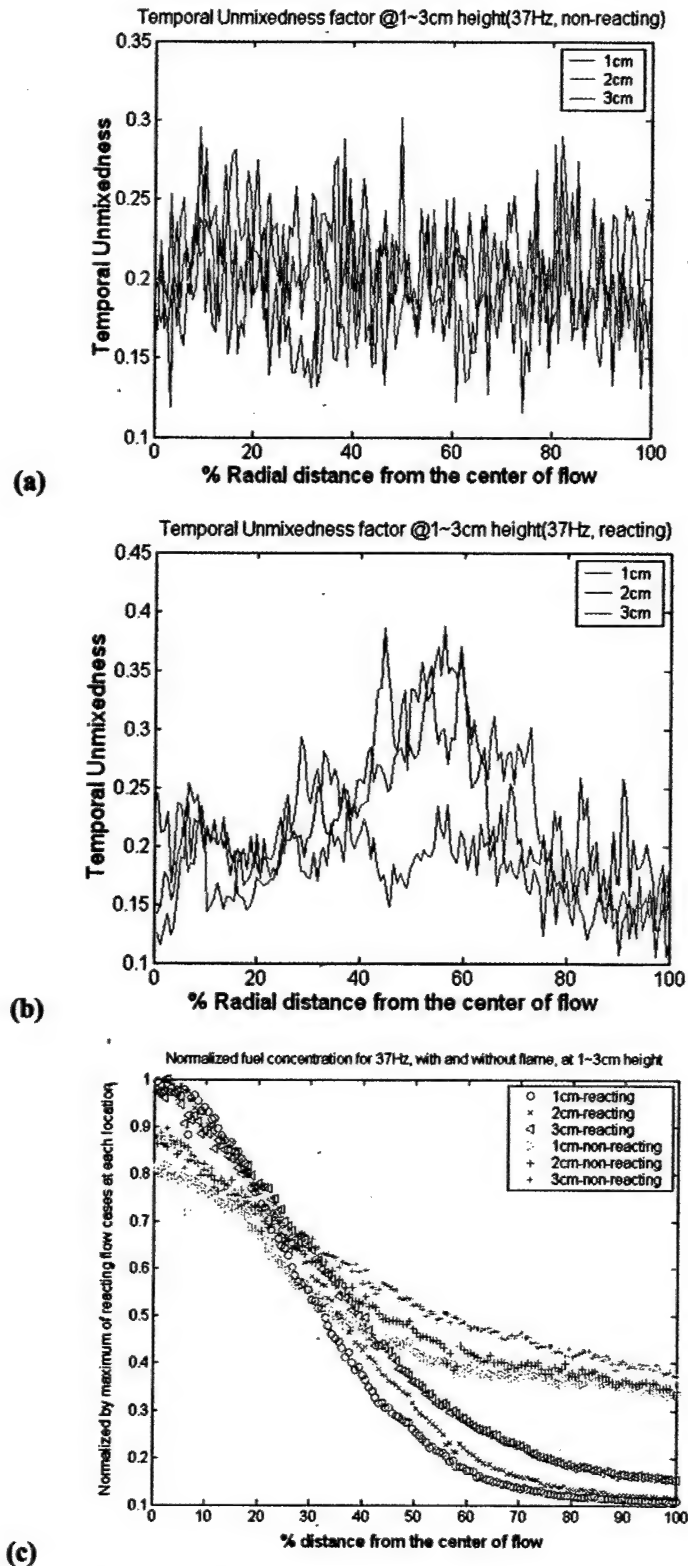 Temporal Unmixedness factor @1~3cm height(37Hz, non-reacting)
0.35
0.3
0.25
0.2
0.15
0.1
Temporal Unmixedness
1cm
2cm
3cm
0 20 40 60 80 100
% Radial distance from the center of flow
(a)
Temporal Unmixedness factor @1~3cm height(37Hz, reacting)
0.45
0.4
0.35
0.3
0.25
0.2
0.15
0.1
Temporal Unmixedness
1cm
2cm
3cm
0 20 40 60 80 100
% Radial distance from the center of flow
(b)
Normalized fuel concentration for 37Hz, with and without flame, at 1~3cm height
1
0.9
0.8
0.7
0.6
0.5
0.4
0.3
0.2
0.1
Normalized by maximum of reacting flow cases at each location
1cm-reacting
2cm-reacting
3cm-reacting
1cm-non-reacting
2cm-non-reacting
3cm-non-reacting
0 10 20 30 40 50 60 70 80 90 100
% distance from the center of flow
(c)